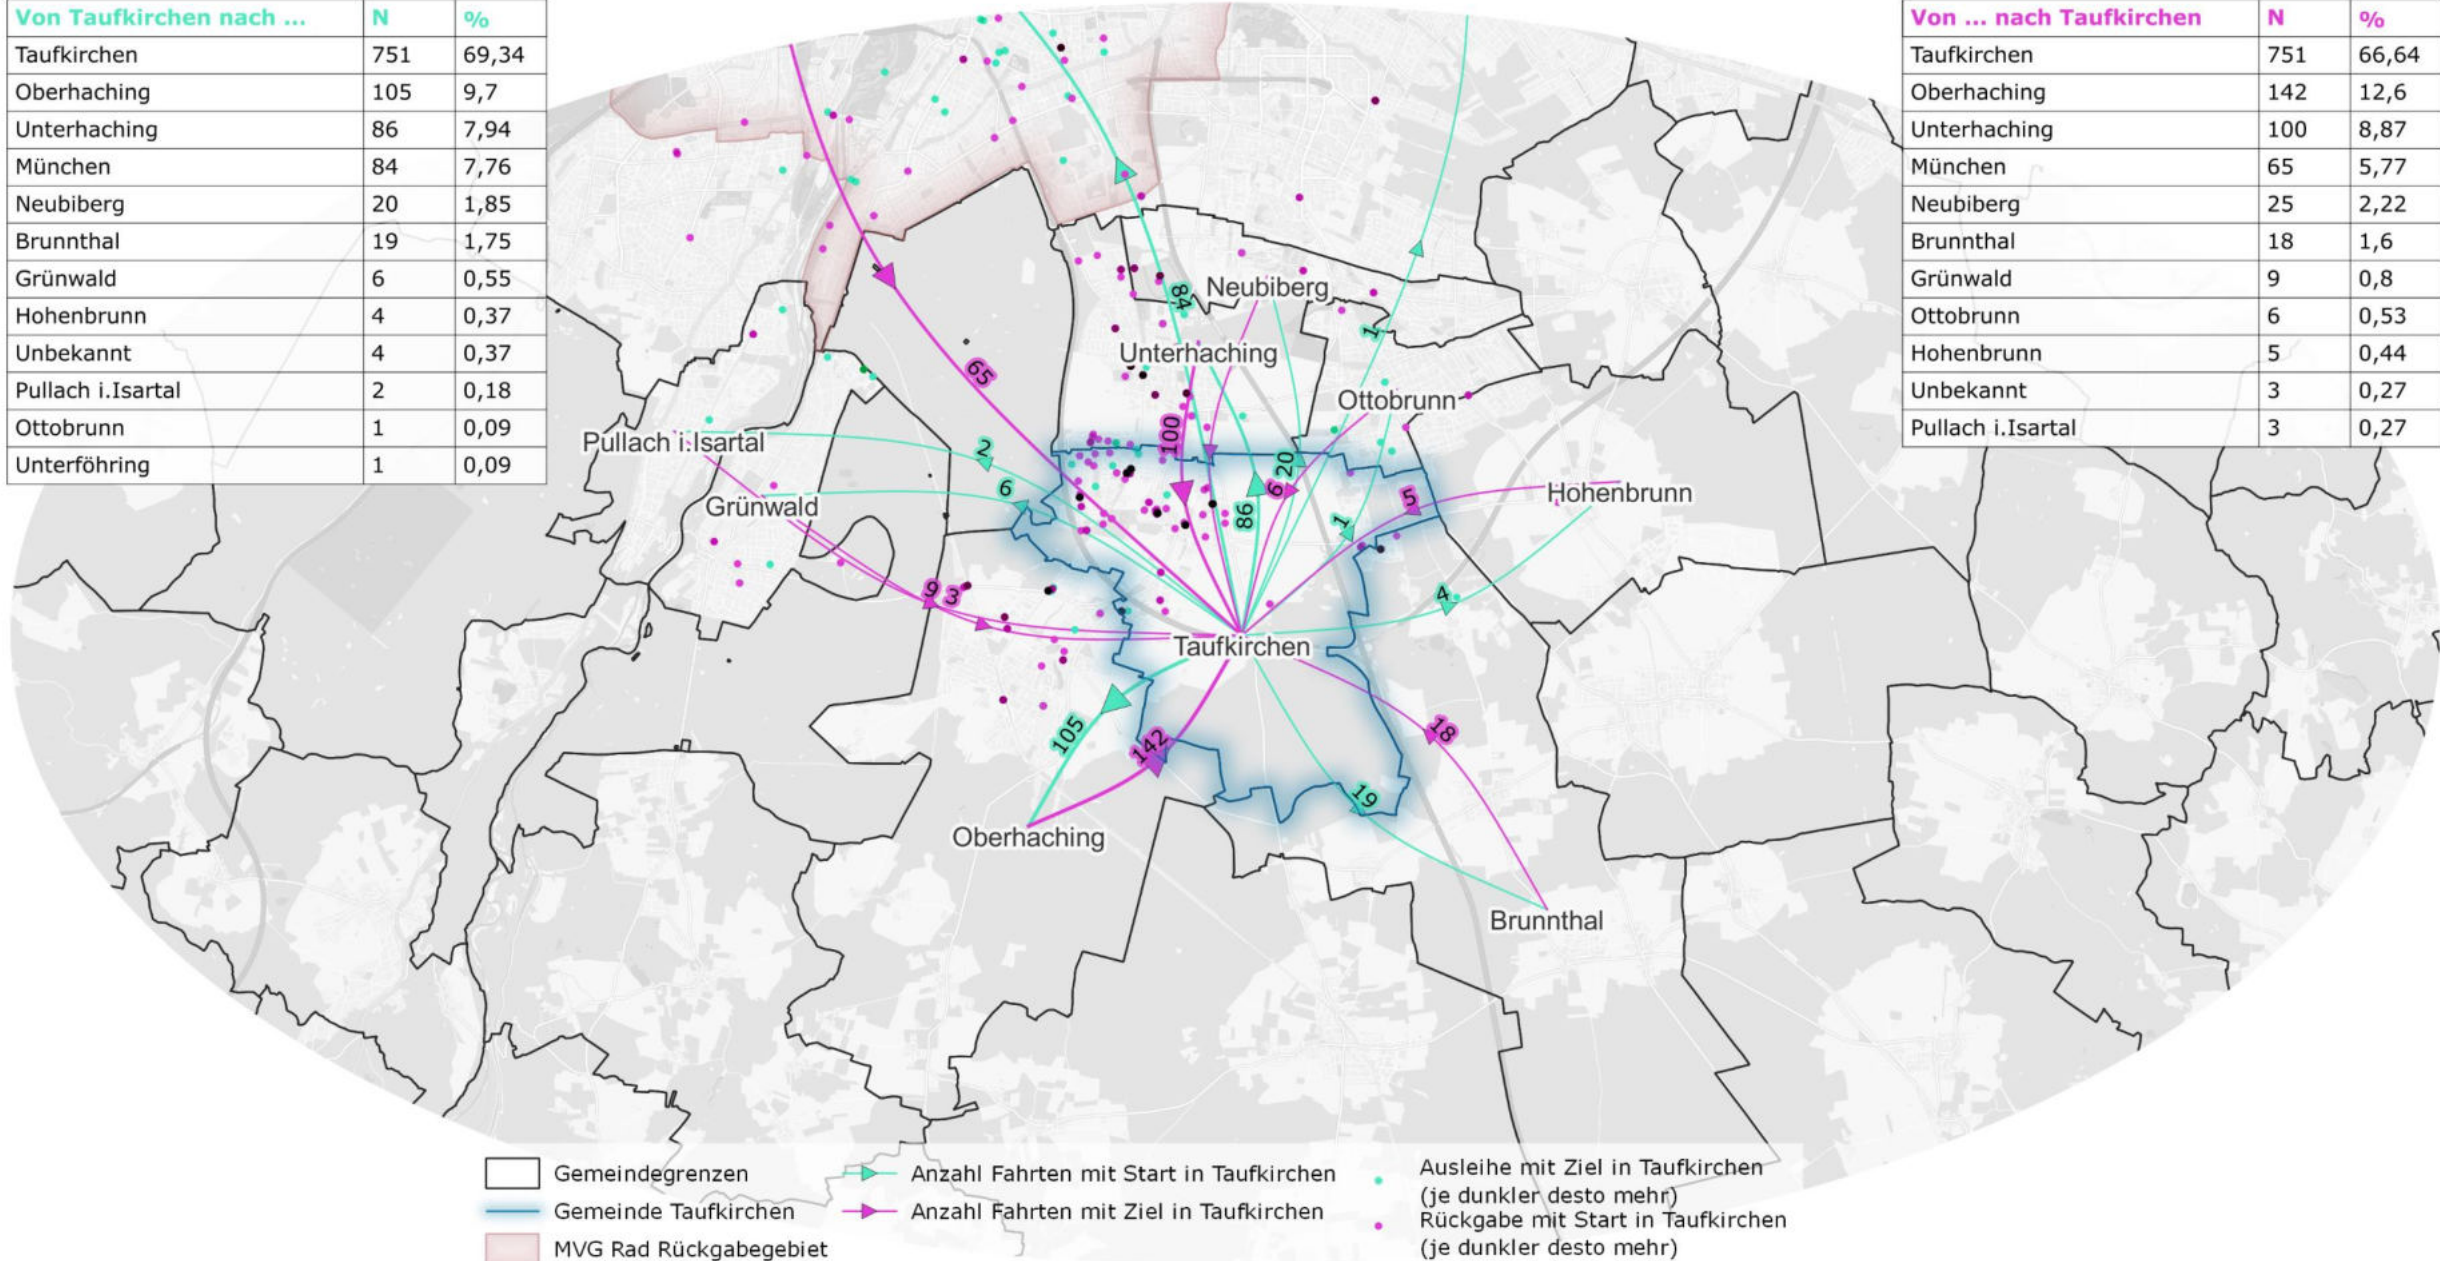 Von Taufkirchen nach ... N %
Taufkirchen 751 69,34
Oberhaching 105 9,7
Unterhaching 86 7,94
München 84 7,76
Neubiberg 20 1,85
Brunnthal 19 1,75
Grünwald 6 0,55
Hohenbrunn 4 0,37
Unbekannt 4 0,37
Pullach i.Isartal 2 0,18
Ottobrunn 1 0,09
Unterföhring 1 0,09
Von ... nach Taufkirchen N %
Taufkirchen 751 66,64
Oberhaching 142 12,6
Unterhaching 100 8,87
München 65 5,77
Neubiberg 25 2,22
Brunnthal 18 1,6
Grünwald 9 0,8
Ottobrunn 6 0,53
Hohenbrunn 5 0,44
Unbekannt 3 0,27
Pullach i.Isartal 3 0,27
Neubiberg
84
1
Unterhaching
65
Ottobrunn
Pullach i.Isartal
2
100
20
6
6
5
Hohenbrunn
Grünwald
86
1
9
3
4
Taufkirchen
105
142
18
19
Oberhaching
Brunnthal
Gemeindegrenzen
Gemeinde Taufkirchen
MVG Rad Rückgabegebiet
Anzahl Fahrten mit Start in Taufkirchen
Anzahl Fahrten mit Ziel in Taufkirchen
Ausleihe mit Ziel in Taufkirchen
(je dunkler desto mehr)
Rückgabe mit Start in Taufkirchen
(je dunkler desto mehr)